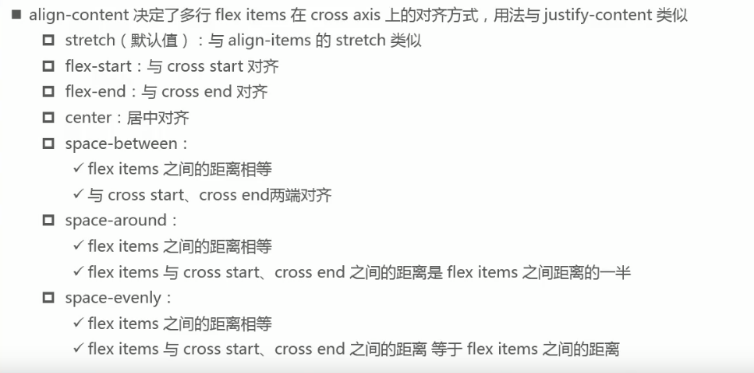 ■ align-content 决定了多行 flex items 在 cross axis 上的对齐方式，用法与 justify-content 类似
stretch（默认值）：与 align-items 的 stretch 类似
flex-start：与 cross start 对齐
flex-end：与 cross end 对齐
center：居中对齐
space-between：
✓ flex items 之间的距离相等
✓ 与 cross start、cross end两端对齐
space-around：
✓ flex items 之间的距离相等
✓ flex items 与 cross start、cross end 之间的距离是 flex items 之间距离的一半
space-evenly：
✓ flex items 之间的距离相等
✓ flex items 与 cross start、cross end 之间的距离 等于 flex items 之间的距离